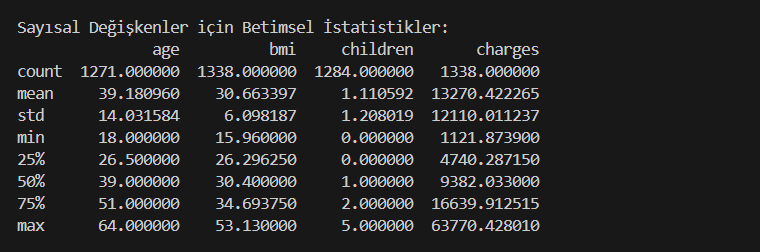 Sayısal Değişkenler için Betimsel İstatistikler:
age bmi children charges
count 1271.000000 1338.000000 1284.000000 1338.000000
mean 39.180960 30.663397 1.110592 13270.422265
std 14.031584 6.098187 1.208019 12110.011237
min 18.000000 15.960000 0.000000 1121.873900
25% 26.500000 26.296250 0.000000 4740.287150
50% 39.000000 30.400000 1.000000 9382.033000
75% 51.000000 34.693750 2.000000 16639.912515
max 64.000000 53.130000 5.000000 63770.428010